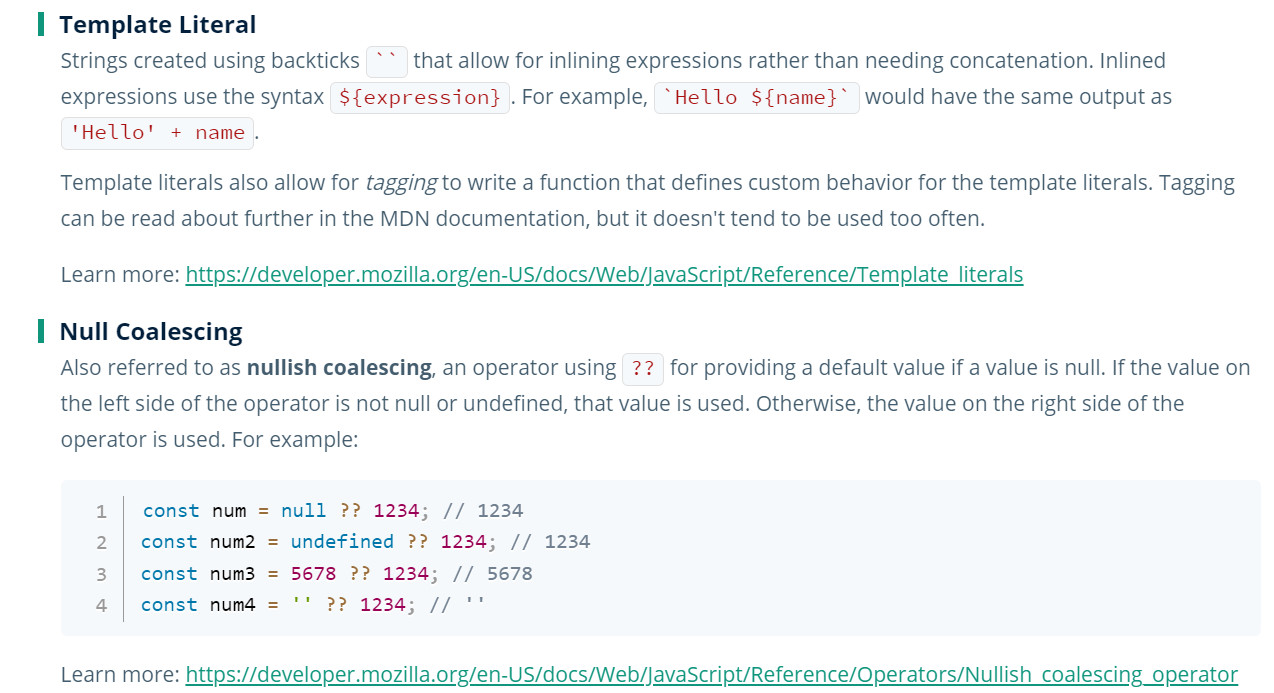 Template Literal
Strings created using backticks `` that allow for inlining expressions rather than needing concatenation. Inlined
expressions use the syntax ${expression}. For example, `Hello ${name}` would have the same output as
'Hello' + name.
Template literals also allow for tagging to write a function that defines custom behavior for the template literals. Tagging
can be read about further in the MDN documentation, but it doesn't tend to be used too often.
Learn more: https://developer.mozilla.org/en-US/docs/Web/JavaScript/Reference/Template_literals
Null Coalescing
Also referred to as nullish coalescing, an operator using ?? for providing a default value if a value is null. If the value on
the left side of the operator is not null or undefined, that value is used. Otherwise, the value on the right side of the
operator is used. For example:
1 const num = null ?? 1234; // 1234
2 const num2 = undefined ?? 1234; // 1234
3 const num3 = 5678 ?? 1234; // 5678
4 const num4 = '' ?? 1234; // ''
Learn more: https://developer.mozilla.org/en-US/docs/Web/JavaScript/Reference/Operators/Nullish_coalescing_operator